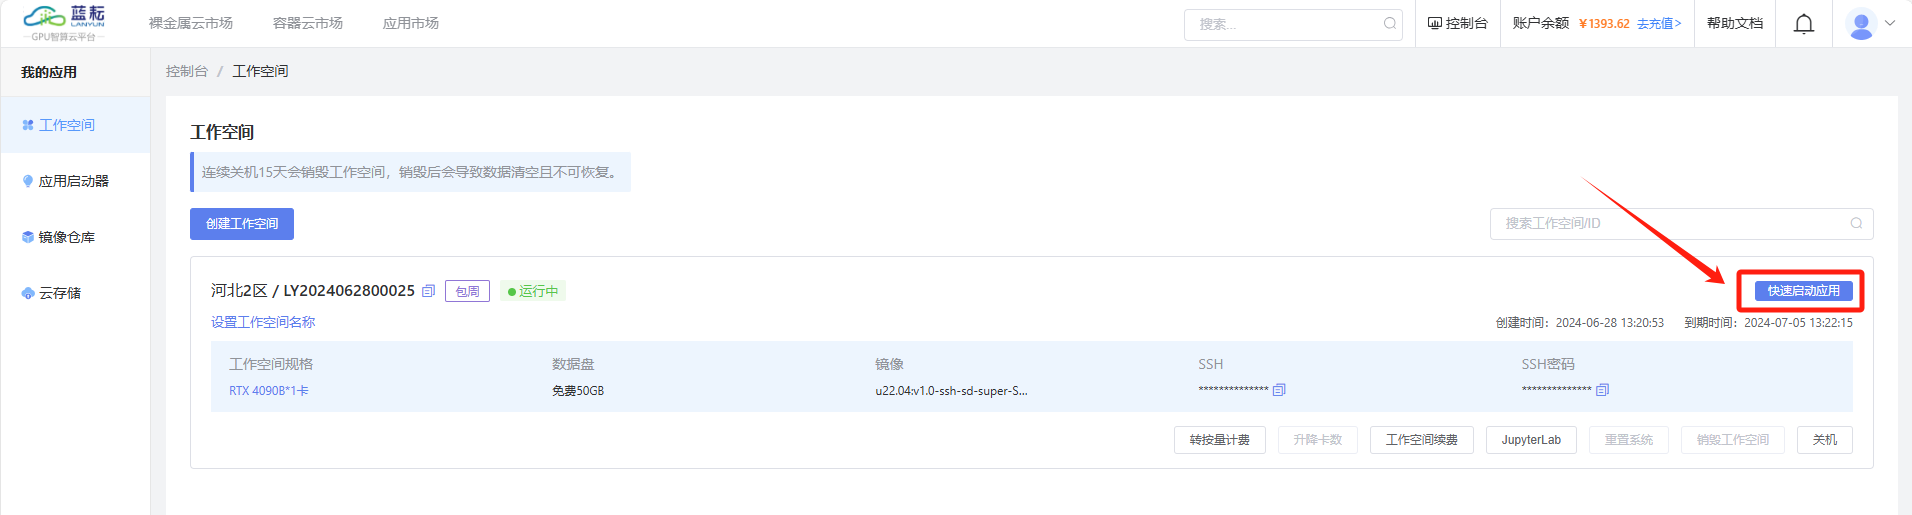 蓝耘
LANYUN
GPU智算云平台
裸金属云市场 容器云市场 应用市场
搜索...
控制台
账户余额 ¥1393.62 去充值>
帮助文档
我的应用
控制台 / 工作空间
工作空间
应用启动器
镜像仓库
云存储
工作空间
连续关机15天会销毁工作空间，销毁后会导致数据清空且不可恢复。
创建工作空间
搜索工作空间/ID
河北2区 / LY2024062800025 包周 运行中
快速启动应用
设置工作空间名称
创建时间：2024-06-28 13:20:53 到期时间：2024-07-05 13:22:15
工作空间规格 数据盘 镜像 SSH SSH密码
RTX 4090B*1卡 免费50GB u22.04:v1.0-ssh-sd-super-S... ************** **************
转按量计费 升降卡数 工作空间续费 JupyterLab 重置系统 销毁工作空间 关机